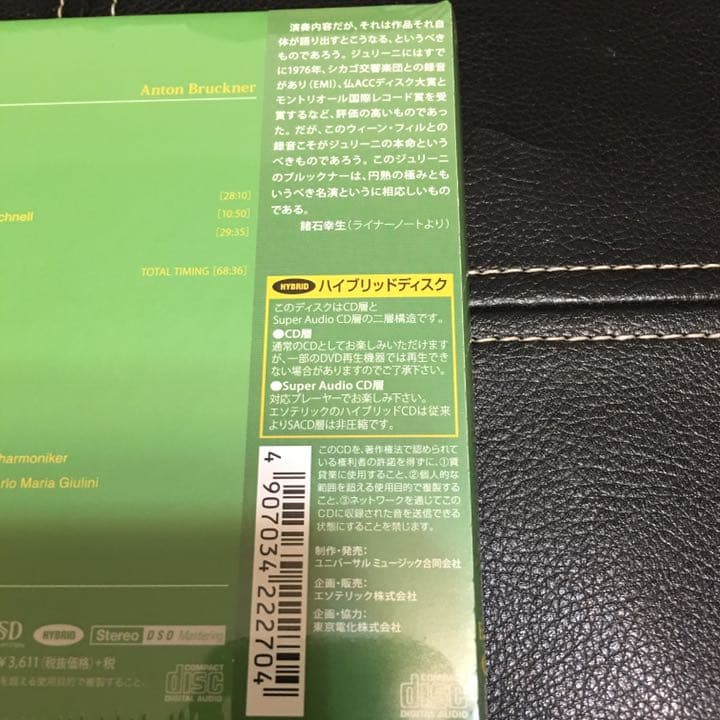 Anton Bruckner
[28:10]
chnell
[10:50]
[29:35]
TOTAL TIMING [68:36]
harmoniker
rlo Maria Giulini
SD
HYBRID
Stereo
DSD Mastering
¥3,611(税抜価格)+税
を超える使用目的で複製すること、
COMPACT
disc
DIGITAL AUDIO
演奏内容だが、それは作品それ自
体が語り出すとこうなる、というべき
ものであろう。ジュリーニにはすで
に1976年、シカゴ交響楽団との録音
があり(EMI)、仏ACCディスク大賞と
モントリオール国際レコード賞を受
賞するなど、評価の高いものであっ
た。だが、このウィーン・フィルとの
録音こそがジュリーニの本命という
べきものであろう。このジュリーニ
のブルックナーは、円熟の極みとも
いうべき名演というに相応しいもの
である。
諸石幸生(ライナーノートより)
HYBRID ハイブリッドディスク
このディスクはCD層と
Super Audio CD層の二層構造です。
●CD層
通常のCDとしてお楽しみいただけます
が、一部のDVD再生機器では再生でき
ない場合がありますのでご了承下さい。
●Super Audio CD層
対応プレーヤーでお楽しみ下さい。
エソテリックのハイブリッドCDは従来
よりSACD層は非圧縮です。
4 907034 222704
このCDを、著作権法で認められて
いる権利者の許諾を得ずに、①賃
貸業に使用すること、②個人的な
範囲を超える使用目的で複製する
こと、③ネットワークを通じてこの
CDに収録された音を送信できる
状態にすることを禁じます。
制作・発売:
ユニバーサル ミュージック合同会社
企画・販売:
エソテリック株式会社
企画・協力:
東京電化株式会社
COMPACT
disc
DIGITAL AUDIO